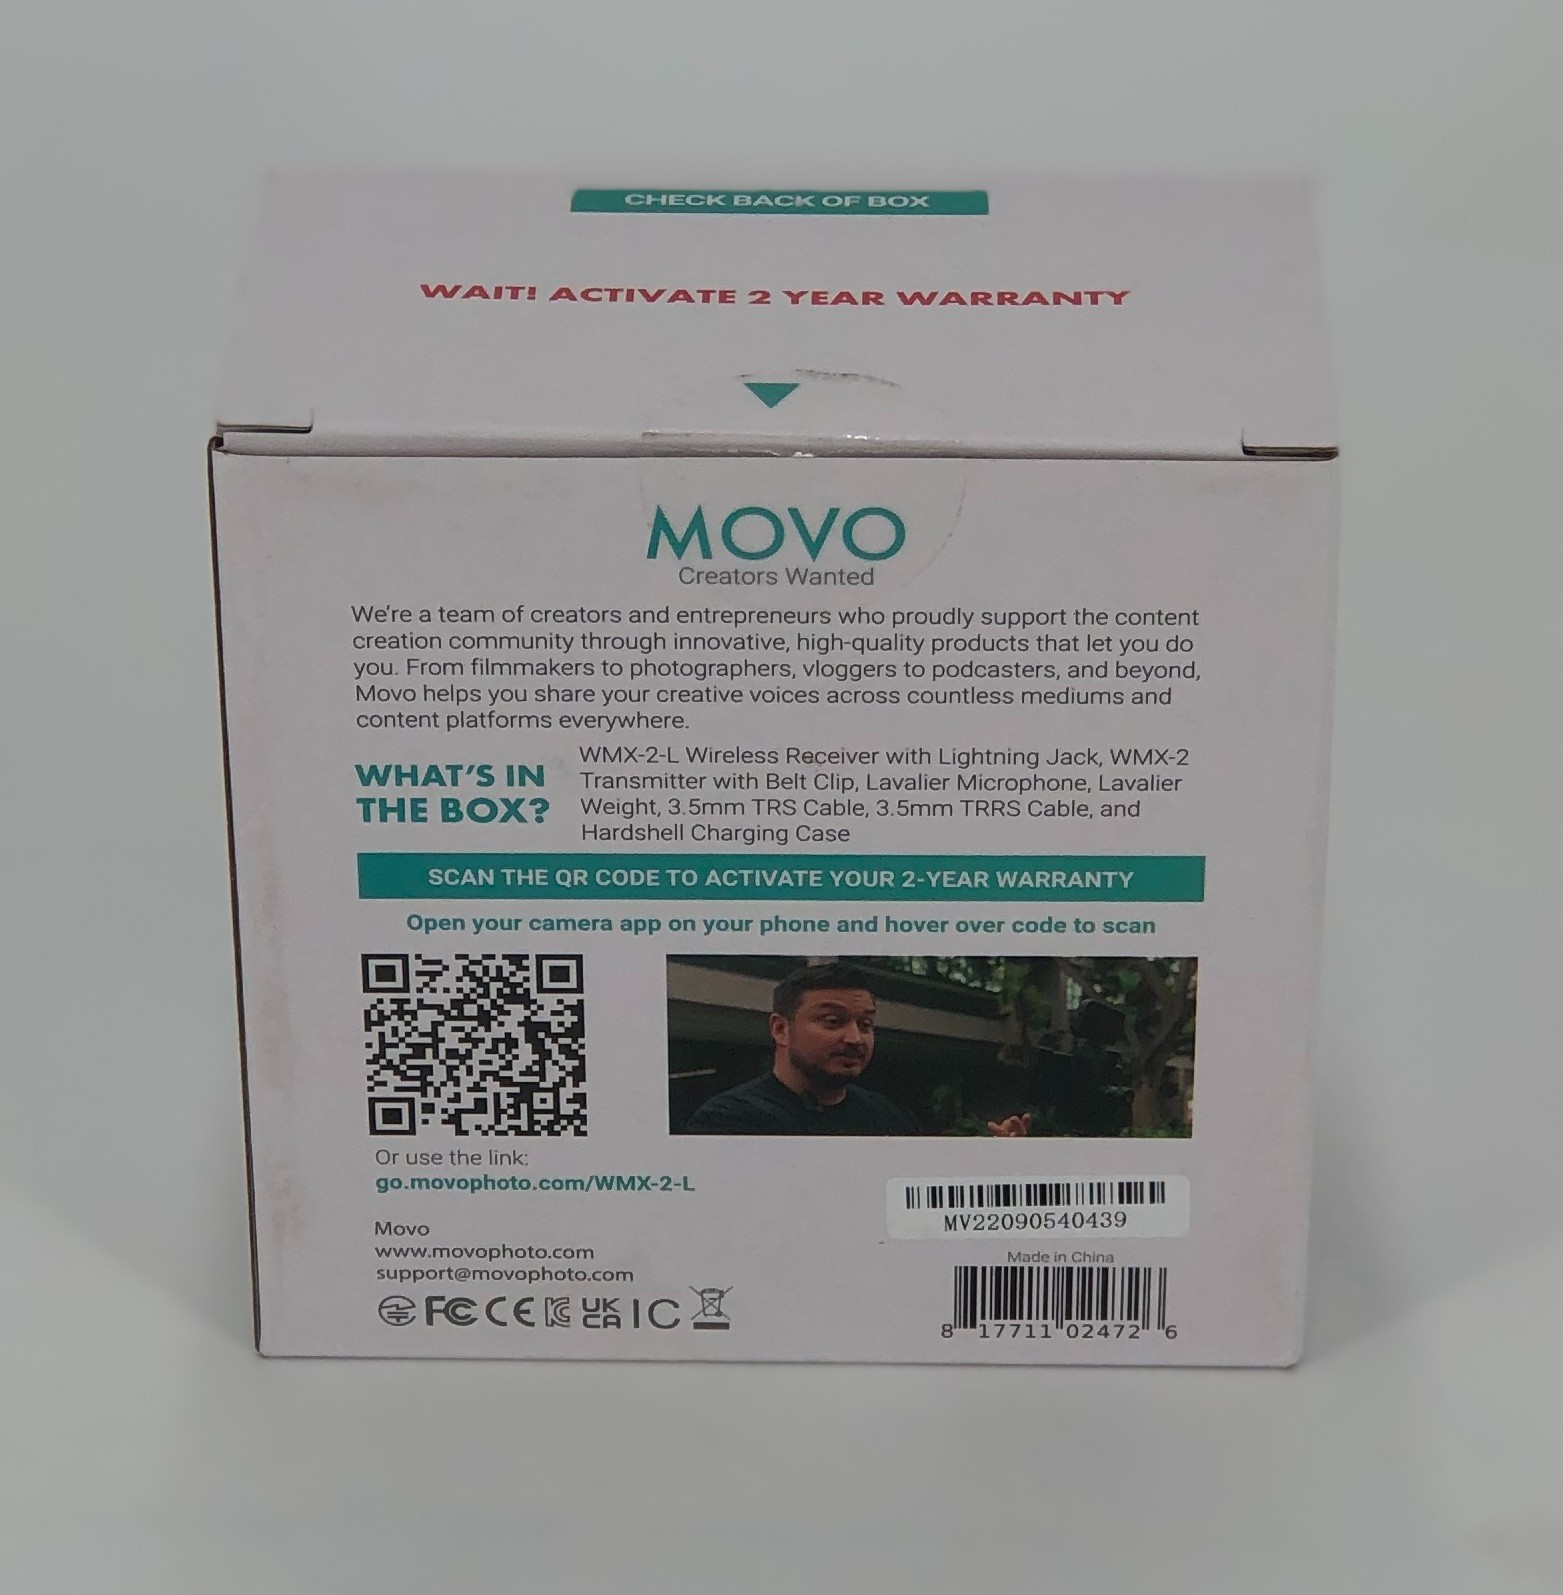 CHECK BACK OF BOX
WAIT! ACTIVATE 2 YEAR WARRANTY
MOVO
Creators Wanted
We're a team of creators and entrepreneurs who proudly support the content
creation community through innovative, high-quality products that let you do
you. From filmmakers to photographers, vloggers to podcasters, and beyond,
Movo helps you share your creative voices across countless mediums and
content platforms everywhere.
WHAT'S IN
THE BOX?
WMX-2-L Wireless Receiver with Lightning Jack, WMX-2
Transmitter with Belt Clip, Lavalier Microphone, Lavalier
Weight, 3.5mm TRS Cable, 3.5mm TRRS Cable, and
Hardshell Charging Case
SCAN THE QR CODE TO ACTIVATE YOUR 2-YEAR WARRANTY
Open your camera app on your phone and hover over code to scan
Or use the link:
go.movophoto.com/WMX-2-L
Movo
www.movophoto.com
support@movophoto.com
FC CE KC UK CA IC
MV22090540439
Made in China
8 17711 02472 6